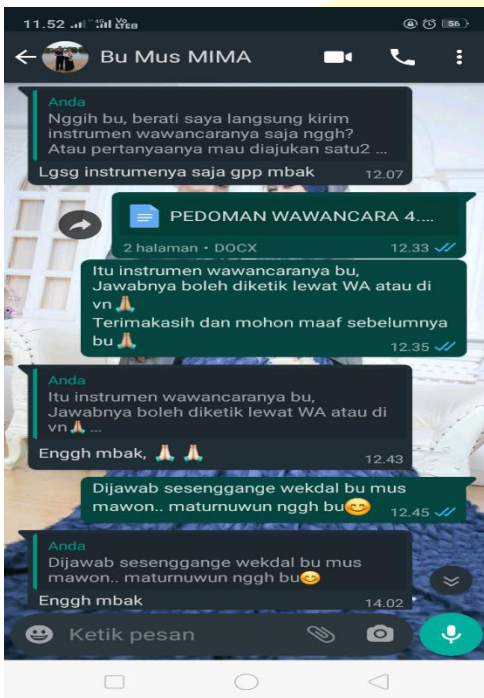 11.52 4G Vo LTE 56
Bu Mus MIMA
Anda
Nggih bu, berati saya langsung kirim
instrumen wawancaranya saja nggh?
Atau pertanyaanya mau diajukan satu2 ...
Lgsg instrumenya saja gpp mbak 12.07
PEDOMAN WAWANCARA 4....
2 halaman • DOCX 12.33
Itu instrumen wawancaranya bu,
Jawabnya boleh diketik lewat WA atau di
vn 🙏🏻
Terimakasih dan mohon maaf sebelumnya
bu 🙏🏻 12.35
Anda
Itu instrumen wawancaranya bu,
Jawabnya boleh diketik lewat WA atau di
vn 🙏🏻 ...
Enggh mbak, 🙏🏻 🙏🏻 12.43
Dijawab sesenggange wekdal bu mus
mawon.. maturnuwun nggh bu😊 12.45
Anda
Dijawab sesenggange wekdal bu mus
mawon.. maturnuwun nggh bu😊
Enggh mbak 14.02
Ketik pesan